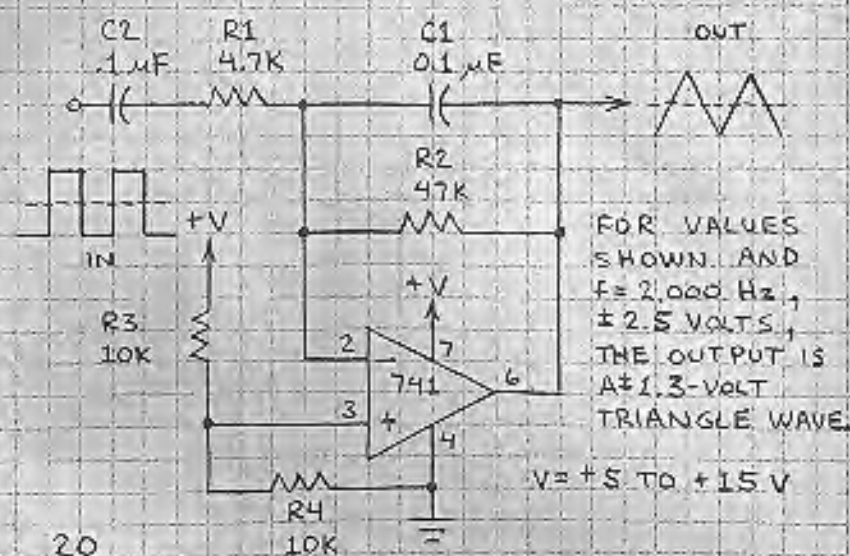 C2
.1 µF
R1
4.7K
C1
0.1 µF
OUT
R2
47K
IN
+V
R3
10K
+V
2
7
741
6
3
+
4
R4
10K
FOR VALUES
SHOWN AND
f = 2,000 Hz,
± 2.5 VOLTS,
THE OUTPUT IS
A ± 1.3-VOLT
TRIANGLE WAVE.
V = +5 TO +15 V
20